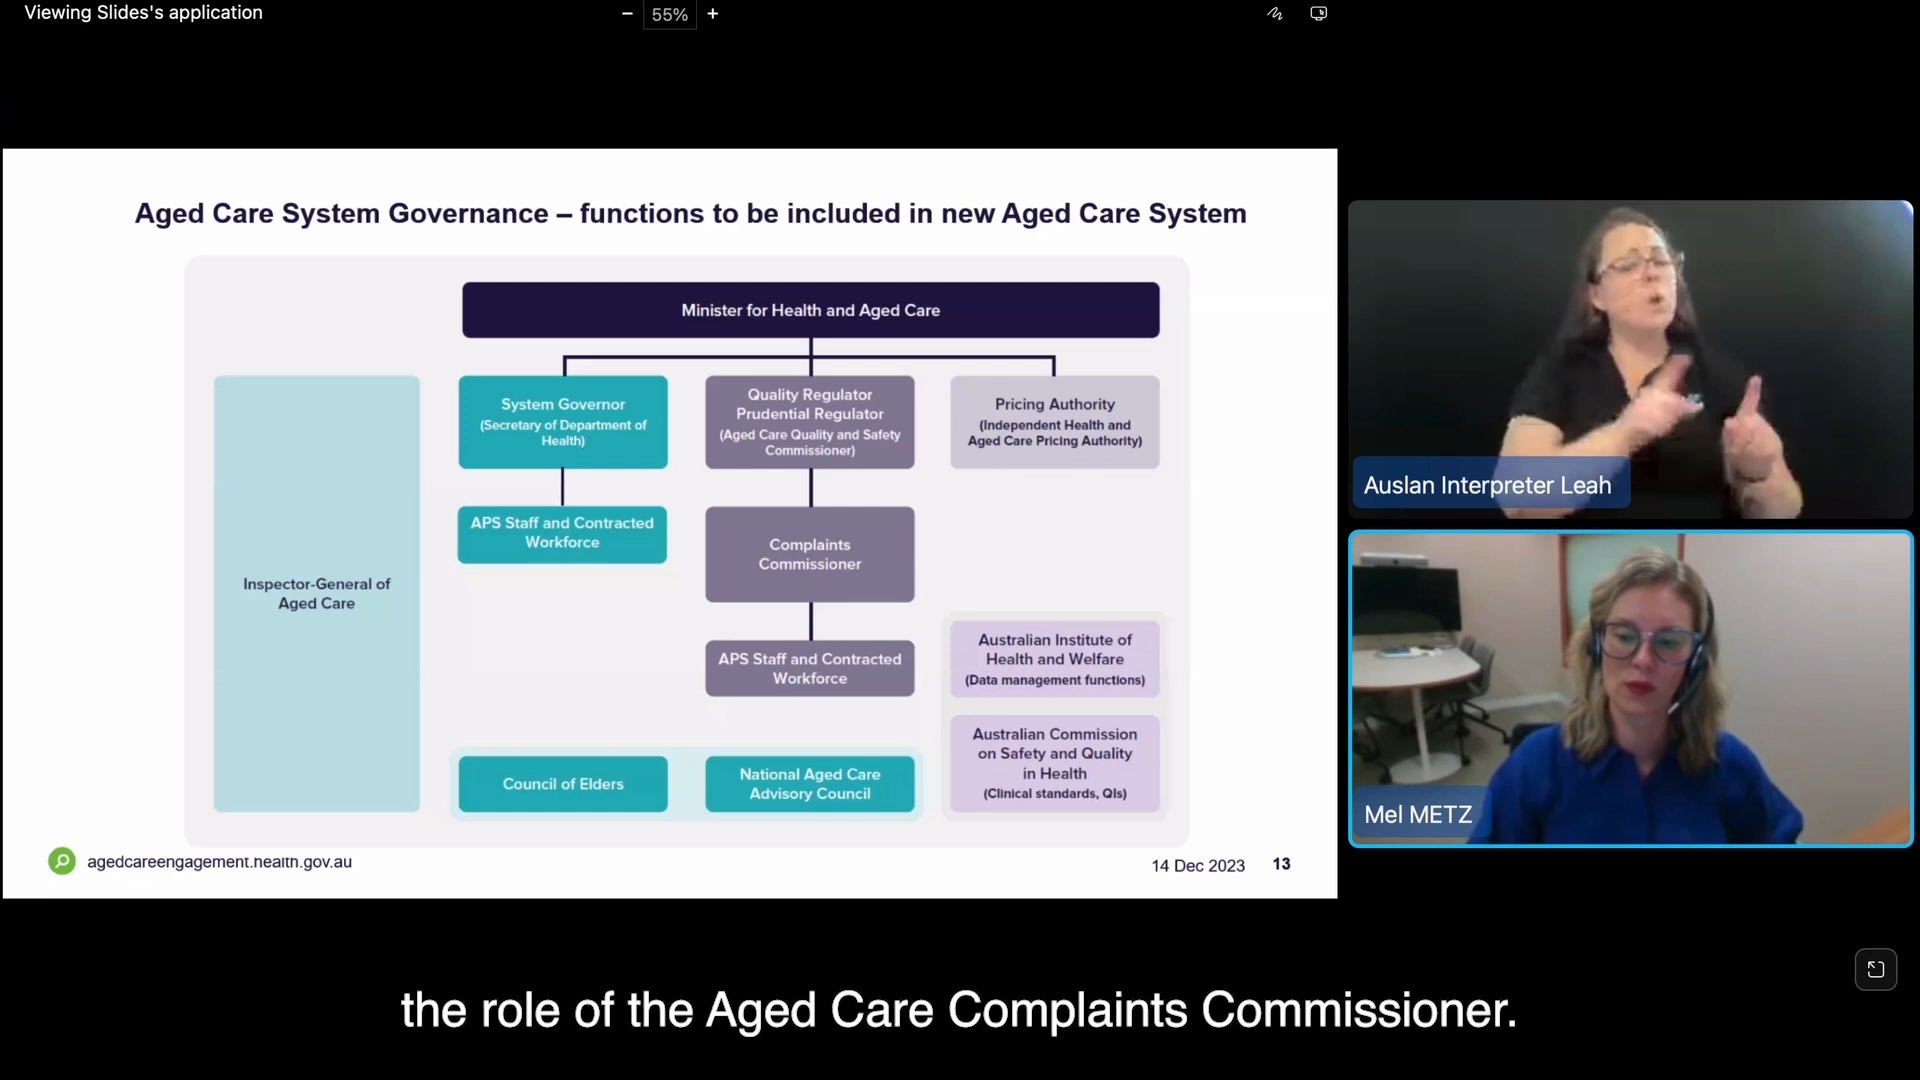 Viewing Slides's application
55%
Aged Care System Governance – functions to be included in new Aged Care System
Minister for Health and Aged Care
Inspector-General of
Aged Care
System Governor
(Secretary of Department of
Health)
Quality Regulator
Prudential Regulator
(Aged Care Quality and Safety
Commissioner)
Pricing Authority
(Independent Health and
Aged Care Pricing Authority)
APS Staff and Contracted
Workforce
Complaints
Commissioner
APS Staff and Contracted
Workforce
Australian Institute of
Health and Welfare
(Data management functions)
Australian Commission
on Safety and Quality
in Health
(Clinical standards, QIs)
Council of Elders
National Aged Care
Advisory Council
agedcareengagement.health.gov.au
14 Dec 2023 13
Auslan Interpreter Leah
Mel METZ
the role of the Aged Care Complaints Commissioner.